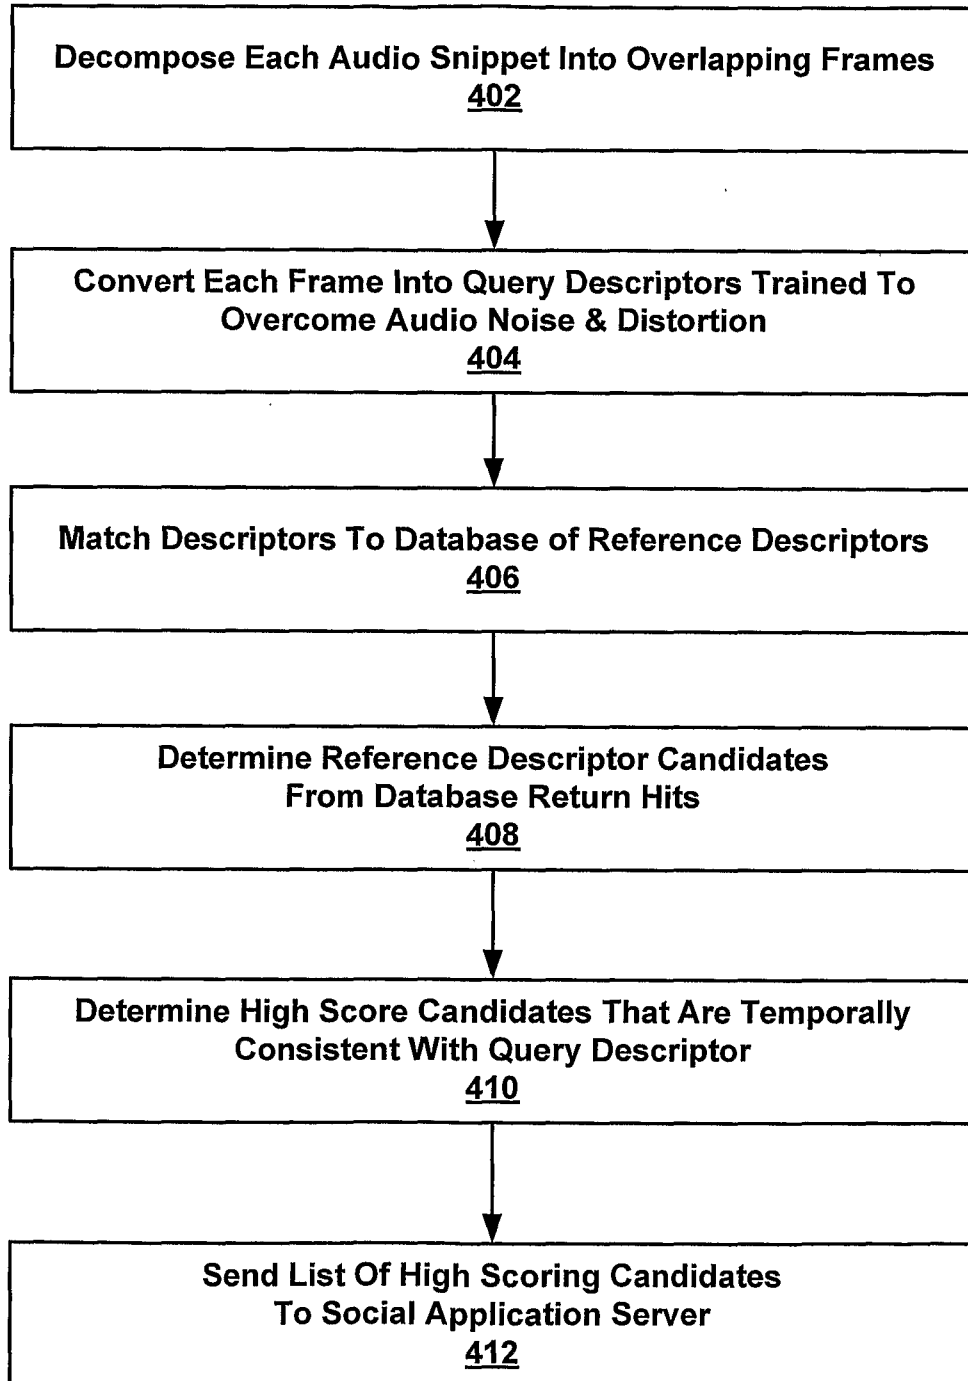 Decompose Each Audio Snippet Into Overlapping Frames
402
Convert Each Frame Into Query Descriptors Trained To
Overcome Audio Noise & Distortion
404
Match Descriptors To Database of Reference Descriptors
406
Determine Reference Descriptor Candidates
From Database Return Hits
408
Determine High Score Candidates That Are Temporally
Consistent With Query Descriptor
410
Send List Of High Scoring Candidates
To Social Application Server
412